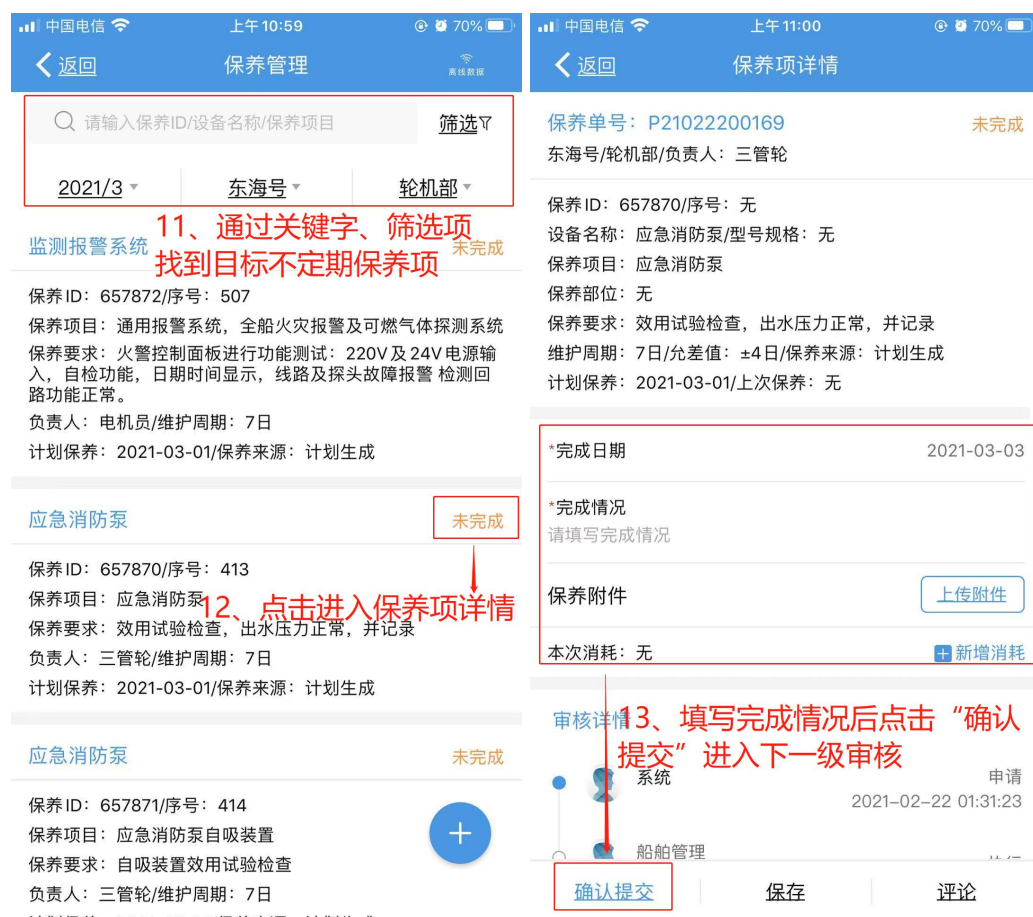 中国电信 上午10:59 70%
返回 保养管理 离线数据
请输入保养ID/设备名称/保养项目 筛选
2021/3 东海号 轮机部
11、通过关键字、筛选项
找到目标不定期保养项
监测报警系统 未完成
保养ID：657872/序号：507
保养项目：通用报警系统，全船火灾报警及可燃气体探测系统
保养要求：火警控制面板进行功能测试：220V及24V电源输
入，自检功能，日期时间显示，线路及探头故障报警 检测回
路功能正常。
负责人：电机员/维护周期：7日
计划保养：2021-03-01/保养来源：计划生成
应急消防泵 未完成
保养ID：657870/序号：413
保养项目：应急消防泵
12、点击进入保养项详情
保养要求：效用试验检查，出水压力正常，并记录
负责人：三管轮/维护周期：7日
计划保养：2021-03-01/保养来源：计划生成
应急消防泵 未完成
保养ID：657871/序号：414
保养项目：应急消防泵自吸装置
保养要求：自吸装置效用试验检查
负责人：三管轮/维护周期：7日
中国电信 上午11:00 70%
返回 保养项详情
保养单号：P21022200169 未完成
东海号/轮机部/负责人：三管轮
保养ID：657870/序号：无
设备名称：应急消防泵/型号规格：无
保养项目：应急消防泵
保养部位：无
保养要求：效用试验检查，出水压力正常，并记录
维护周期：7日/允差值：±4日/保养来源：计划生成
计划保养：2021-03-01/上次保养：无
*完成日期 2021-03-03
*完成情况
请填写完成情况
保养附件 上传附件
本次消耗：无 新增消耗
审核详情
13、填写完成情况后点击“确认
提交”进入下一级审核
系统 申请
2021-02-22 01:31:23
船舶管理
确认提交 保存 评论